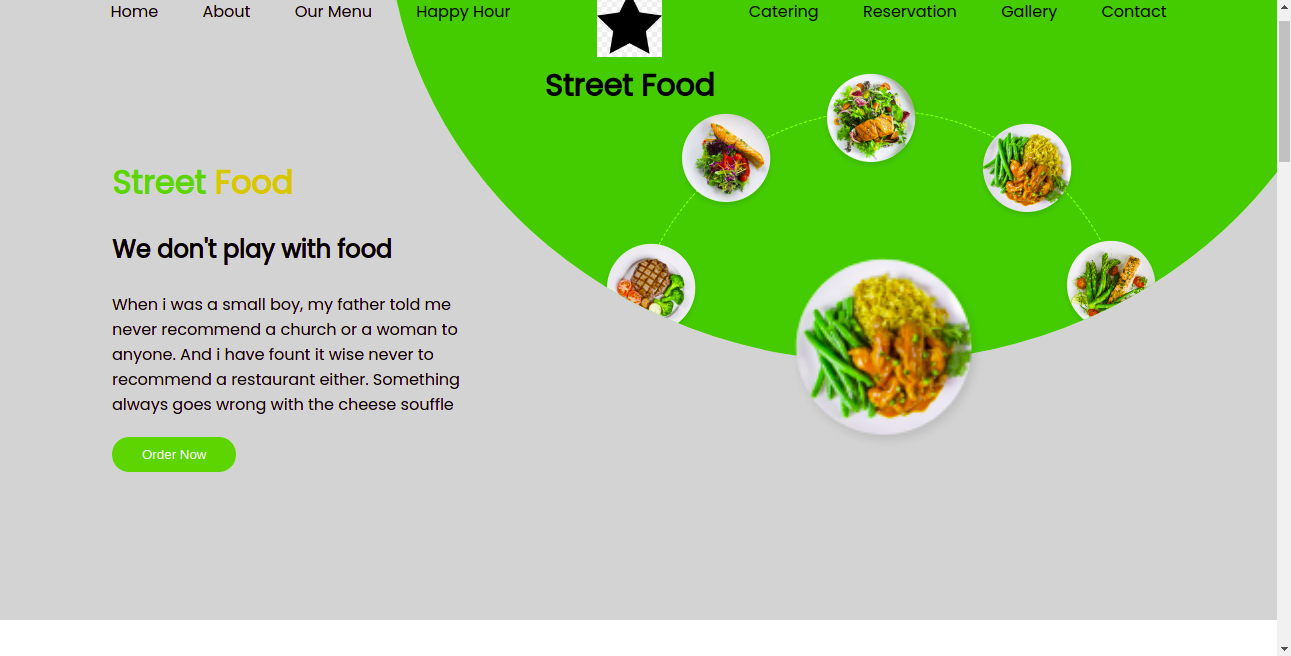 Home About Our Menu Happy Hour Catering Reservation Gallery Contact
Street Food
Street Food
We don't play with food
When i was a small boy, my father told me
never recommend a church or a woman to
anyone. And i have fount it wise never to
recommend a restaurant either. Something
always goes wrong with the cheese souffle
Order Now